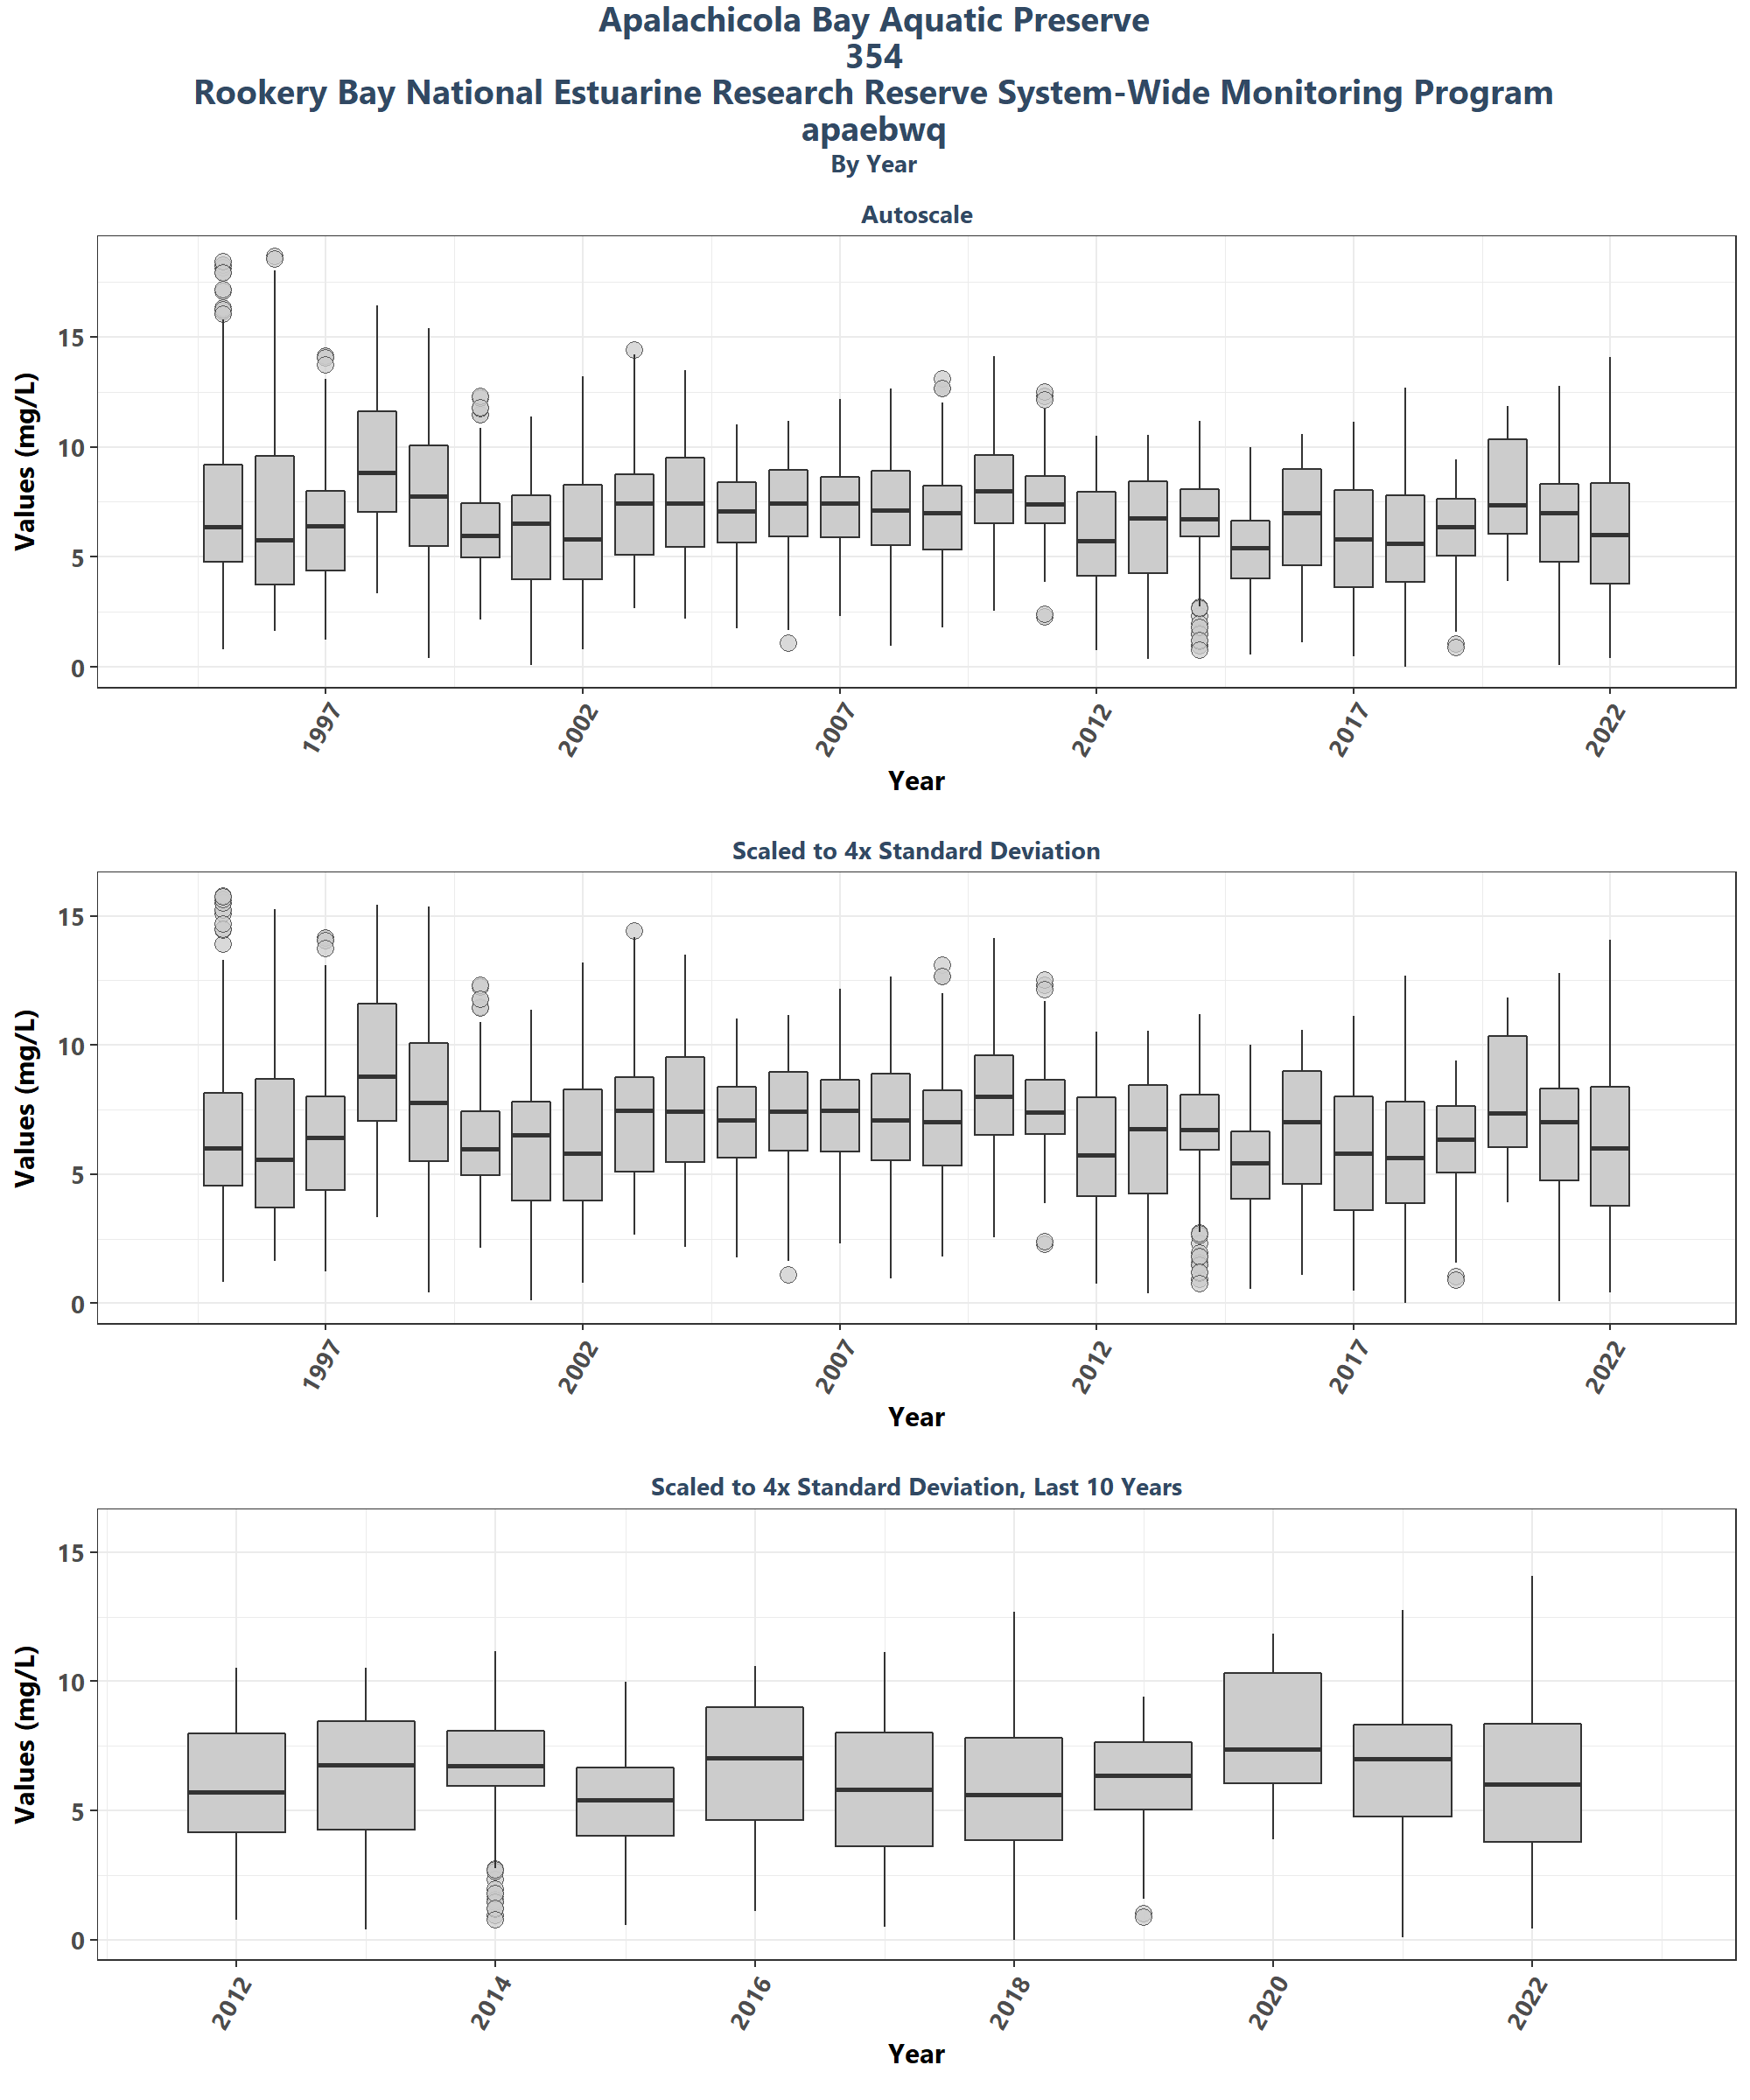 Apalachicola Bay Aquatic Preserve
354
Rookery Bay National Estuarine Research Reserve System-Wide Monitoring Program
apaebwq
By Year
Autoscale
Values (mg/L)
15
10
5
0
1997 2002 2007 2012 2017 2022
Year
Scaled to 4x Standard Deviation
Values (mg/L)
15
10
5
0
1997 2002 2007 2012 2017 2022
Year
Scaled to 4x Standard Deviation, Last 10 Years
Values (mg/L)
15
10
5
0
2012 2014 2016 2018 2020 2022
Year